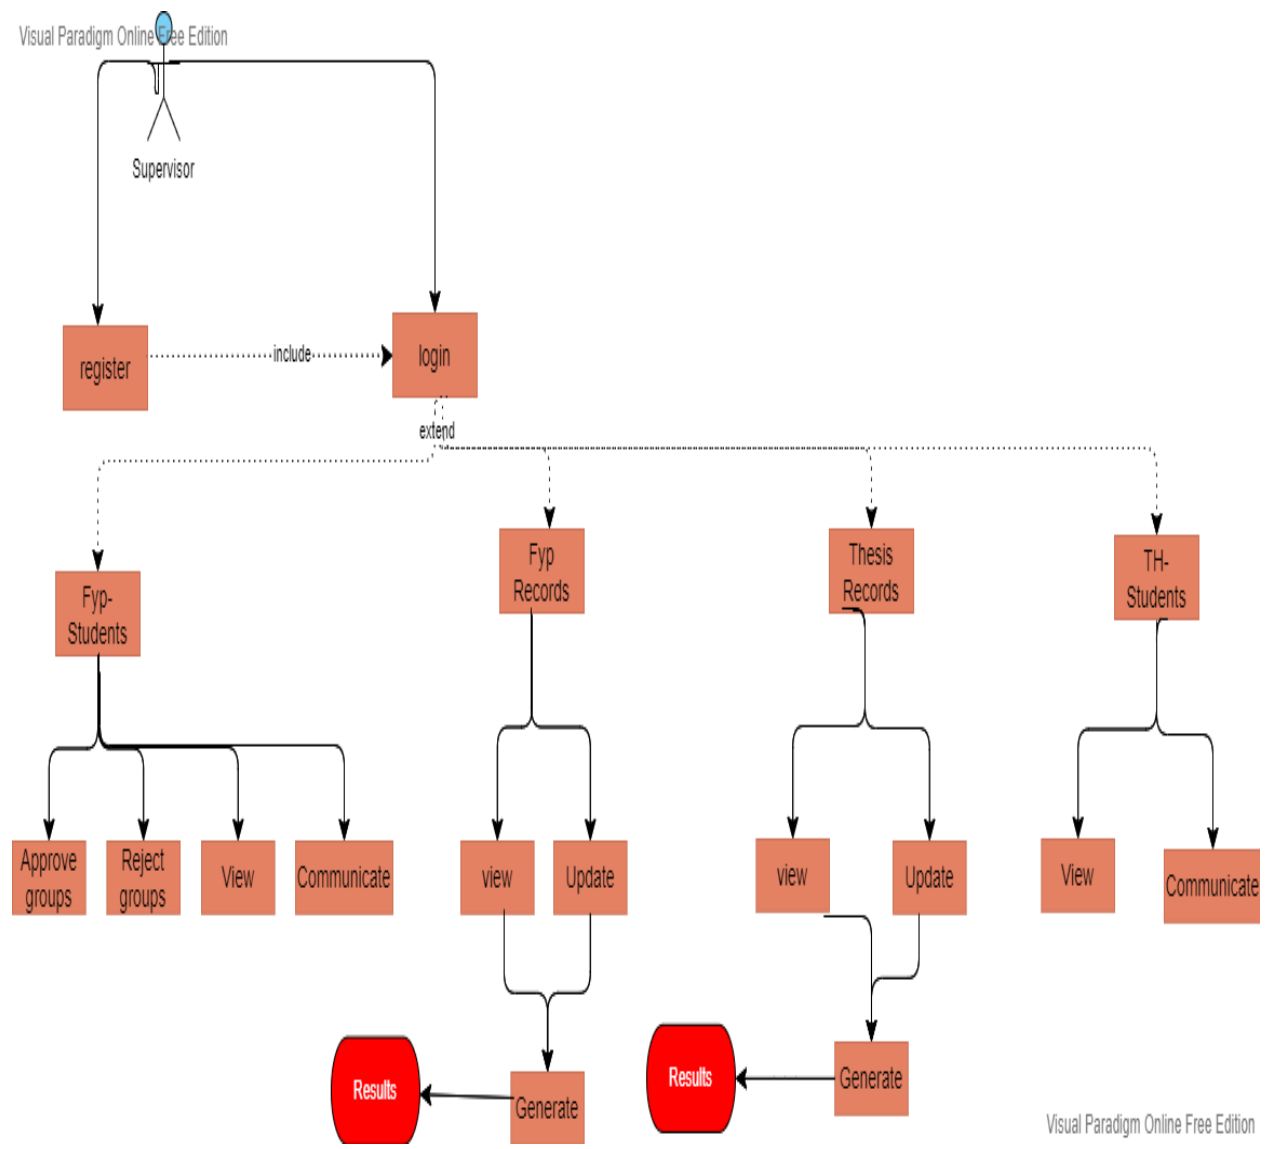 Visual Paradigm Online Free Edition
Supervisor
register
include
login
extend
Fyp-
Students
Fyp
Records
Thesis
Records
TH-
Students
Approve
groups
Reject
groups
View
Communicate
view
Update
view
Update
View
Communicate
Results
Generate
Results
Generate
Visual Paradigm Online Free Edition